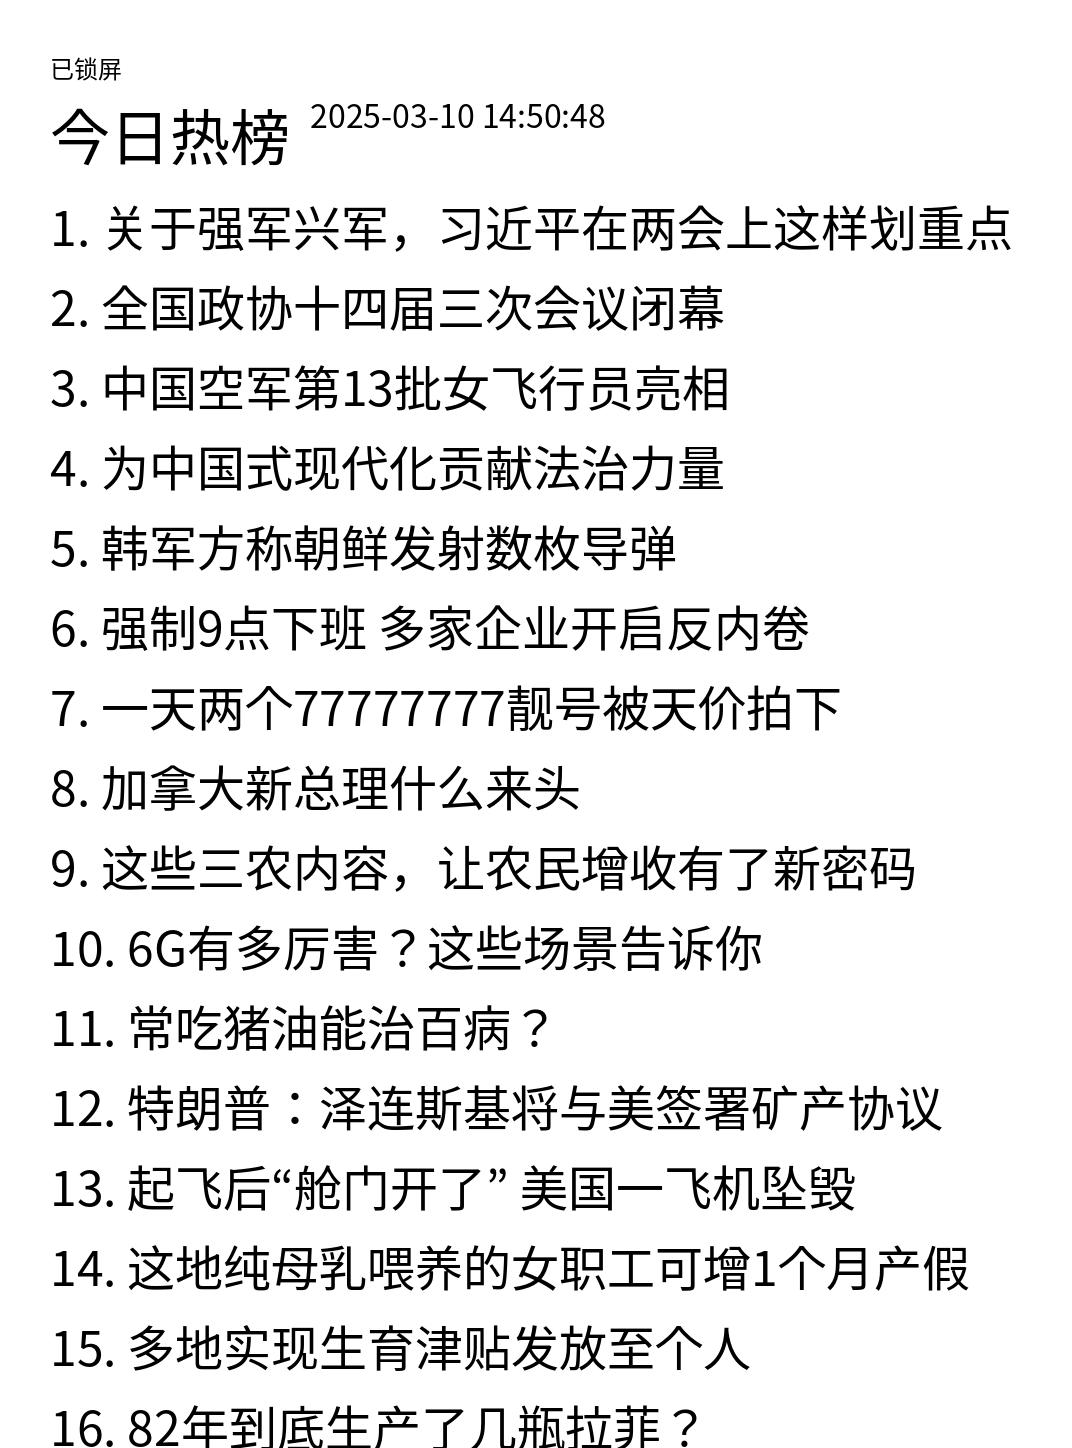 已锁屏
今日热榜 2025-03-10 14:50:48
1. 关于强军兴军，习近平在两会上这样划重点
2. 全国政协十四届三次会议闭幕
3. 中国空军第13批女飞行员亮相
4. 为中国式现代化贡献法治力量
5. 韩军方称朝鲜发射数枚导弹
6. 强制9点下班 多家企业开启反内卷
7. 一天两个77777777靓号被天价拍下
8. 加拿大新总理什么来头
9. 这些三农内容，让农民增收有了新密码
10. 6G有多厉害？这些场景告诉你
11. 常吃猪油能治百病？
12. 特朗普：泽连斯基将与美签署矿产协议
13. 起飞后“舱门开了” 美国一飞机坠毁
14. 这地纯母乳喂养的女职工可增1个月产假
15. 多地实现生育津贴发放至个人
16. 82年到底生产了几瓶拉菲？